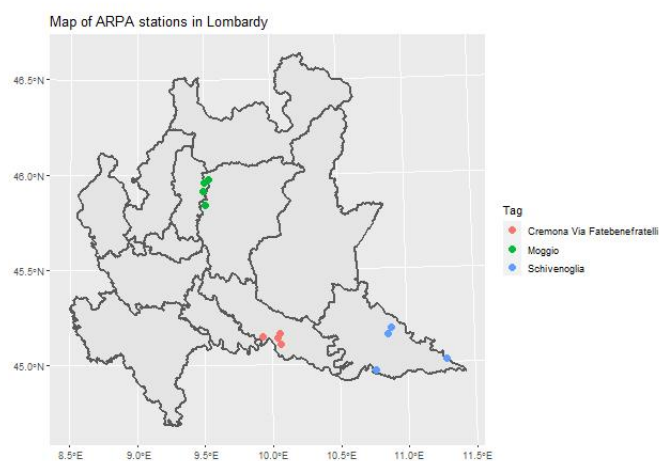 Map of ARPA stations in Lombardy
46.5°N
46.0°N
45.5°N
45.0°N
8.5°E 9.0°E 9.5°E 10.0°E 10.5°E 11.0°E 11.5°E
Tag
Cremona Via Fatebenefratelli
Moggio
Schivenoglia